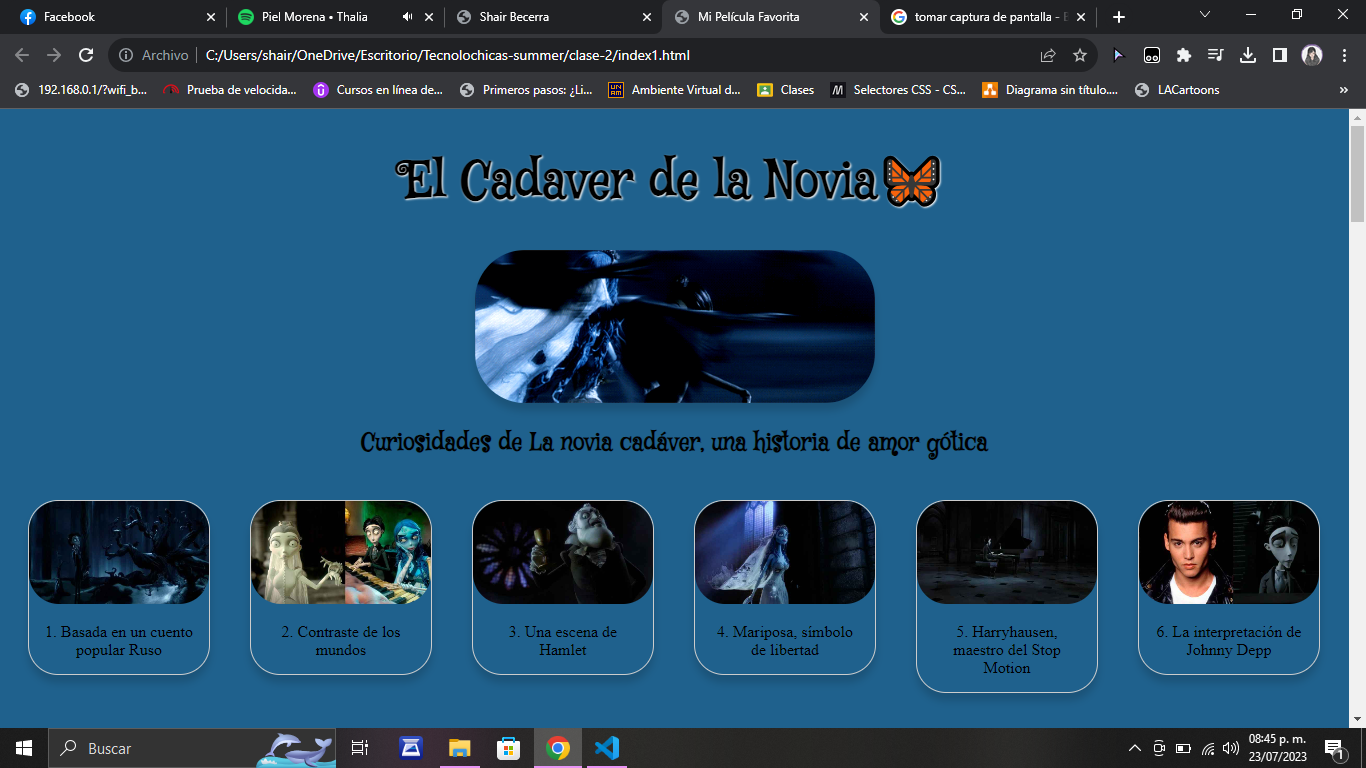 Facebook
Piel Morena • Thalia
Shair Becerra
Mi Película Favorita
tomar captura de pantalla -
Archivo
C:/Users/shair/OneDrive/Escritorio/Tecnolochicas-summer/clase-2/index1.html
192.168.0.1/?wifi_b...
Prueba de velocida...
Cursos en línea de...
Primeros pasos: ¿Li...
Ambiente Virtual d...
Clases
Selectores CSS - CS...
Diagrama sin título....
LACartoons
»
El Cadaver de la Novia
Curiosidades de La novia cadáver, una historia de amor gótica
1. Basada en un cuento
popular Ruso
2. Contraste de los
mundos
3. Una escena de
Hamlet
4. Mariposa, símbolo
de libertad
5. Harryhausen,
maestro del Stop
Motion
6. La interpretación de
Johnny Depp
Buscar
08:45 p. m.
23/07/2023
1